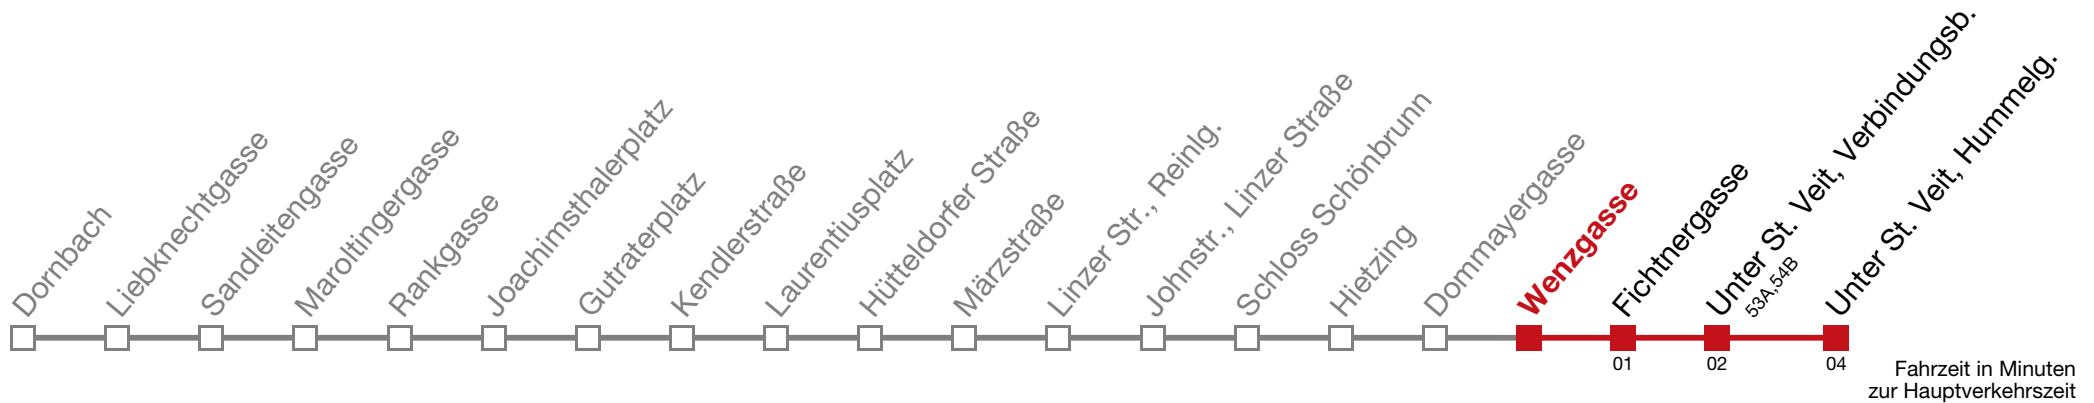 Dornbach
Liebknechtgasse
Sandleitengasse
Maroltingergasse
Rankgasse
Joachimsthalerplatz
Gutraterplatz
Kendlerstraße
Laurentiusplatz
Hütteldorfer Straße
Märzstraße
Linzer Str., Reinlg.
Johnstr., Linzer Straße
Schloss Schönbrunn
Hietzing
Dommayergasse
Wenzgasse
Fichtnergasse
Unter St. Veit, Verbindungsb.
53A,54B
Unter St. Veit, Hummelg.
01
02
04
Fahrzeit in Minuten
zur Hauptverkehrszeit